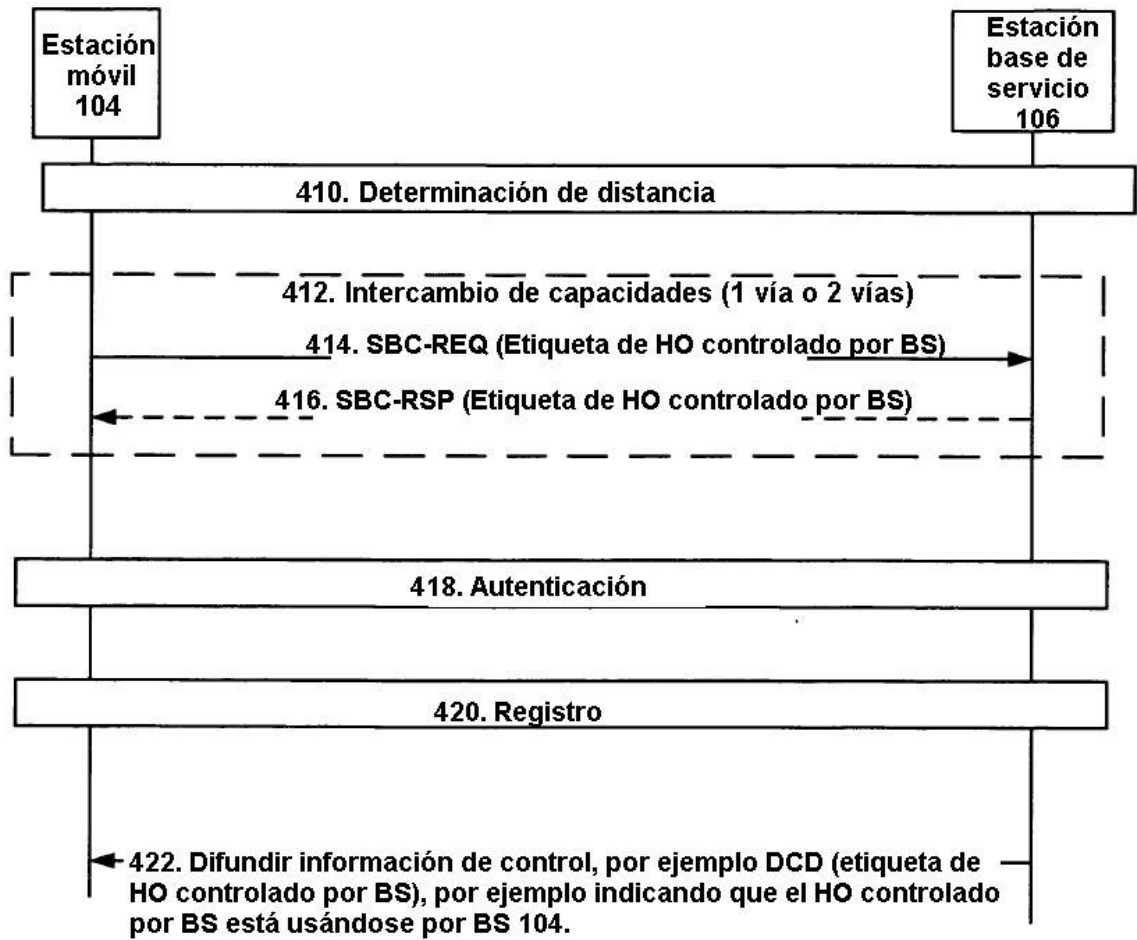 Estación
móvil
104
Estación
base de
servicio
106
410. Determinación de distancia
412. Intercambio de capacidades (1 vía o 2 vías)
414. SBC-REQ (Etiqueta de HO controlado por BS)
416. SBC-RSP (Etiqueta de HO controlado por BS)
418. Autenticación
420. Registro
422. Difundir información de control, por ejemplo DCD (etiqueta de
HO controlado por BS), por ejemplo indicando que el HO controlado
por BS está usándose por BS 104.